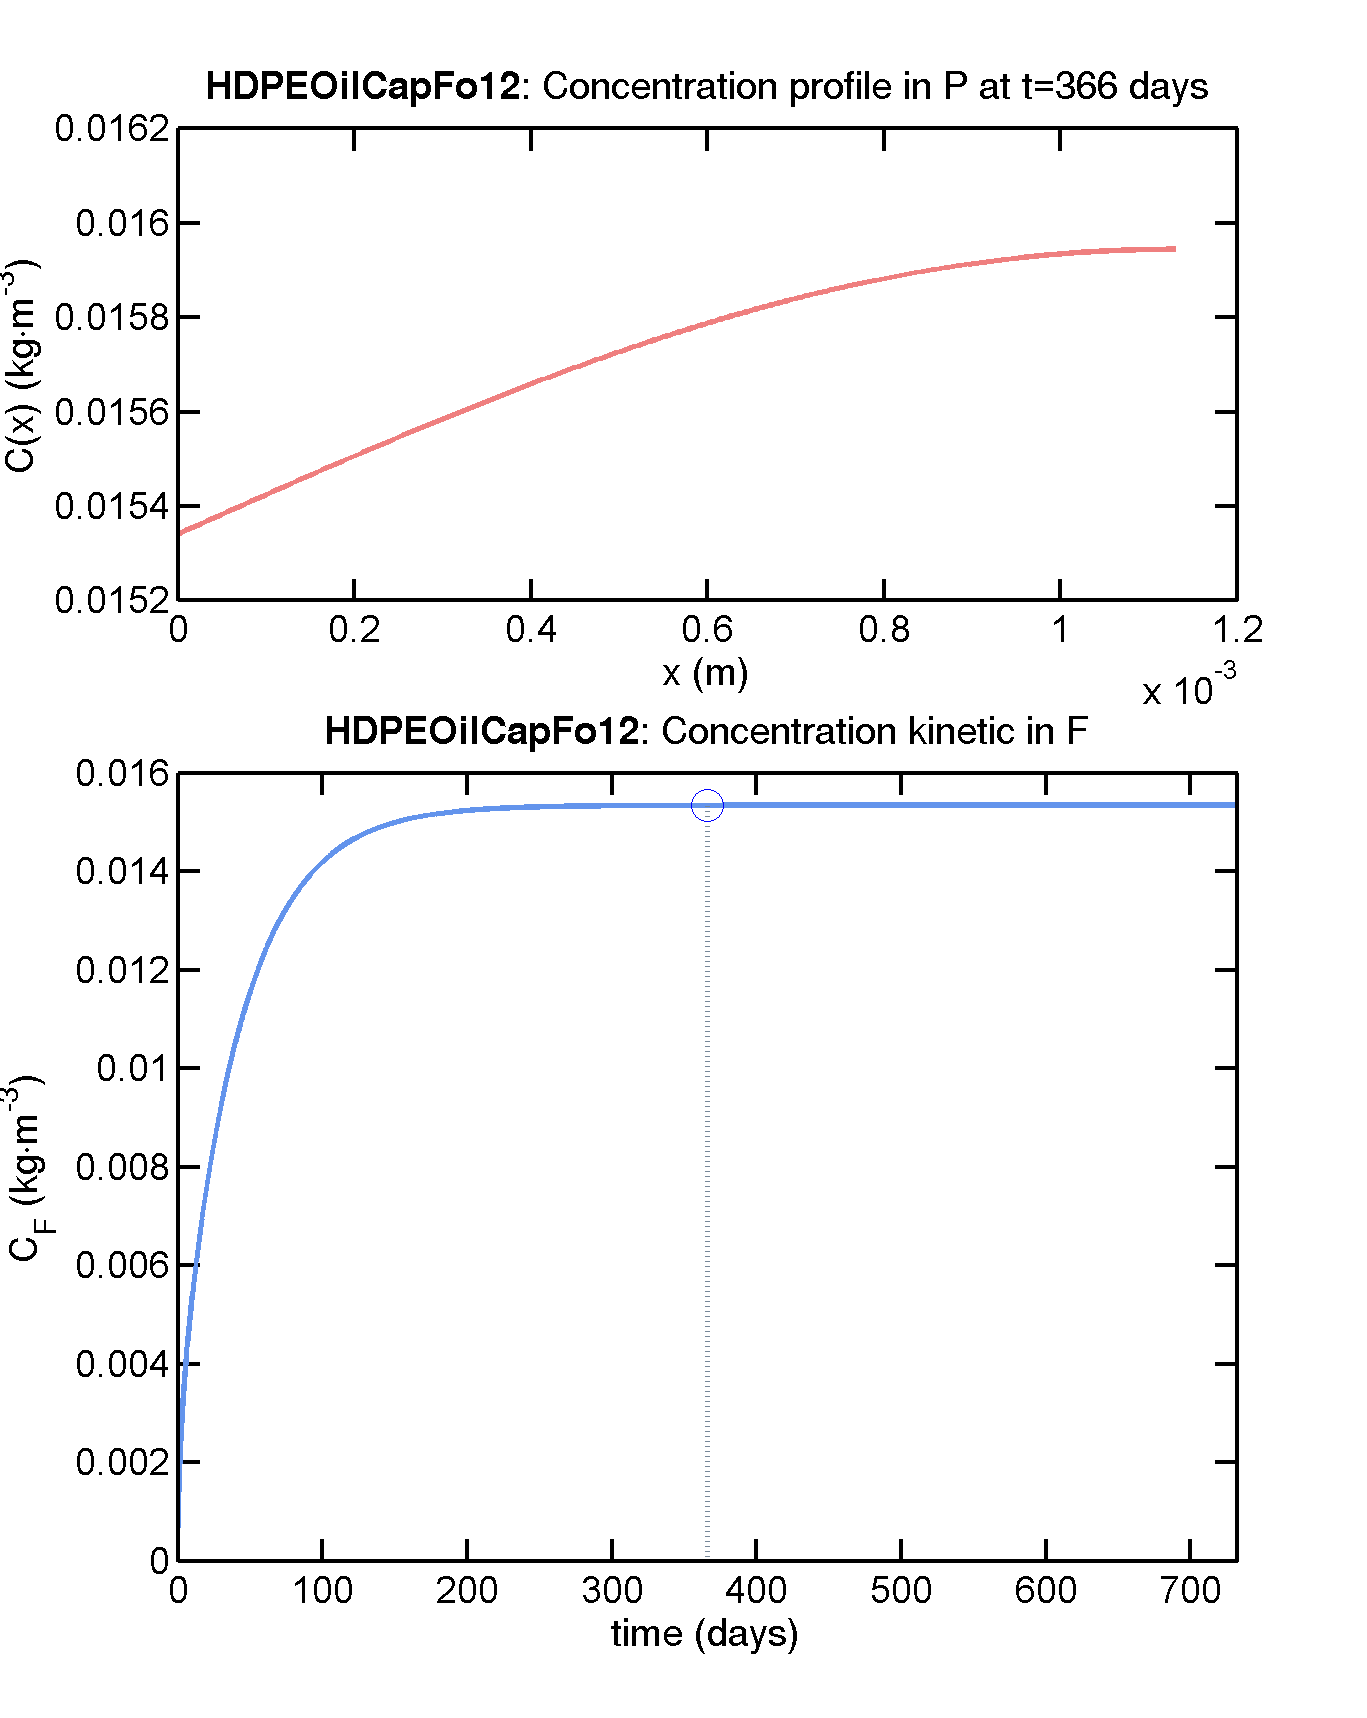 HDPEOilCapFo12: Concentration profile in P at t=366 days
0.0162
0.016
0.0158
0.0156
0.0154
0.0152
C(x) (kg·m-3)
0 0.2 0.4 0.6 0.8 1 1.2
x (m)
x 10-3
HDPEOilCapFo12: Concentration kinetic in F
0.016
0.014
0.012
0.01
0.008
0.006
0.004
0.002
0
CF (kg·m-3)
0 100 200 300 400 500 600 700
time (days)